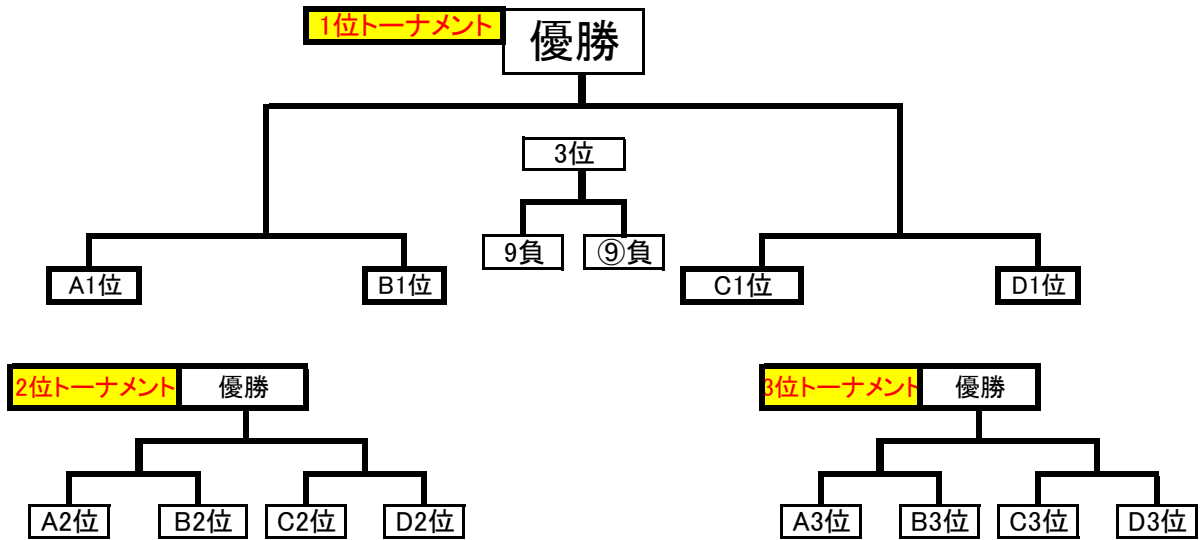 1位トーナメント
優勝
3位
9負
⑨負
A1位
B1位
C1位
D1位
2位トーナメント
優勝
3位トーナメント
優勝
A2位
B2位
C2位
D2位
A3位
B3位
C3位
D3位